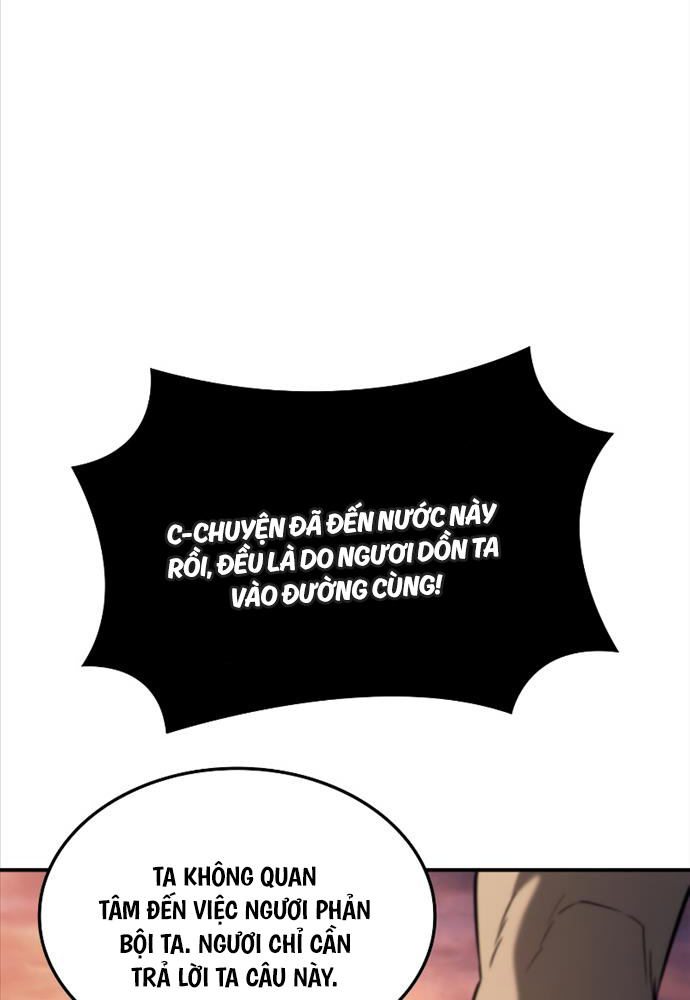 C-CHUYỆN ĐÃ ĐẾN NƯỚC NÀY
RỒI, ĐỀU LÀ DO NGƯƠI DỒN TA
VÀO ĐƯỜNG CÙNG!
TA KHÔNG QUAN
TÂM ĐẾN VIỆC NGƯƠI PHẢN
BỘI TA. NGƯƠI CHỈ CẦN
TRẢ LỜI TA CÂU NÀY.